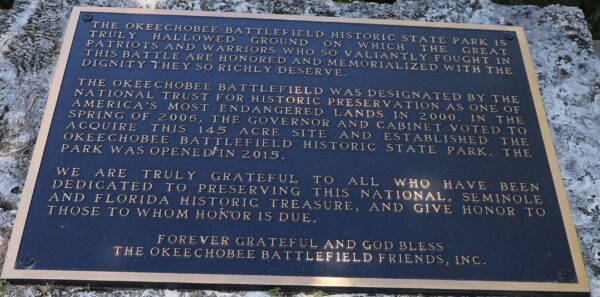 THE OKEECHOBEE BATTLEFIELD HISTORIC STATE PARK IS
TRULY HALLOWED GROUND ON WHICH THE GREAT
PATRIOTS AND WARRIORS WHO SO VALIANTLY FOUGHT IN
THIS BATTLE ARE HONORED AND MEMORIALIZED WITH THE
DIGNITY THEY SO RICHLY DESERVE.
THE OKEECHOBEE BATTLEFIELD WAS DESIGNATED BY THE
NATIONAL TRUST FOR HISTORIC PRESERVATION AS ONE OF
AMERICA'S MOST ENDANGERED LANDS IN 2000. IN THE
SPRING OF 2006, THE GOVERNOR AND CABINET VOTED TO
ACQUIRE THIS 145 ACRE SITE AND ESTABLISHED THE
OKEECHOBEE BATTLEFIELD HISTORIC STATE PARK. THE
PARK WAS OPENED IN 2015.
WE ARE TRULY GRATEFUL TO ALL WHO HAVE BEEN
DEDICATED TO PRESERVING THIS NATIONAL, SEMINOLE
AND FLORIDA HISTORIC TREASURE, AND GIVE HONOR TO
THOSE TO WHOM HONOR IS DUE.
FOREVER GRATEFUL AND GOD BLESS
THE OKEECHOBEE BATTLEFIELD FRIENDS, INC.